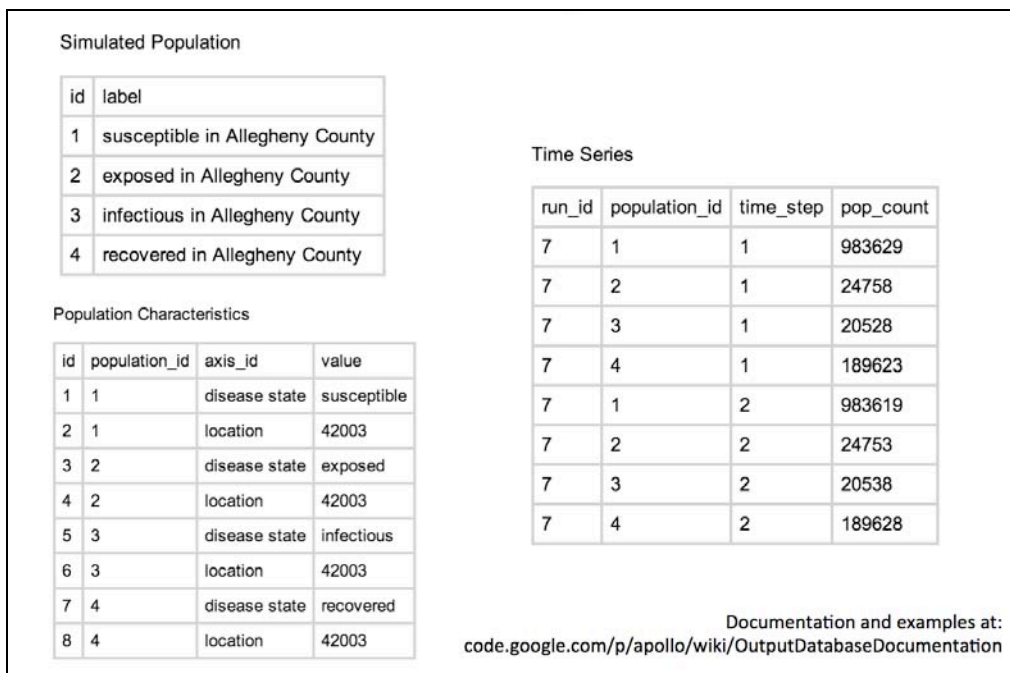 Simulated Population
id label
1 susceptible in Allegheny County
2 exposed in Allegheny County
3 infectious in Allegheny County
4 recovered in Allegheny County
Population Characteristics
id population_id axis_id value
1 1 disease state susceptible
2 1 location 42003
3 2 disease state exposed
4 2 location 42003
5 3 disease state infectious
6 3 location 42003
7 4 disease state recovered
8 4 location 42003
Time Series
run_id population_id time_step pop_count
7 1 1 983629
7 2 1 24758
7 3 1 20528
7 4 1 189623
7 1 2 983619
7 2 2 24753
7 3 2 20538
7 4 2 189628
Documentation and examples at:
code.google.com/p/apollo/wiki/OutputDatabaseDocumentation